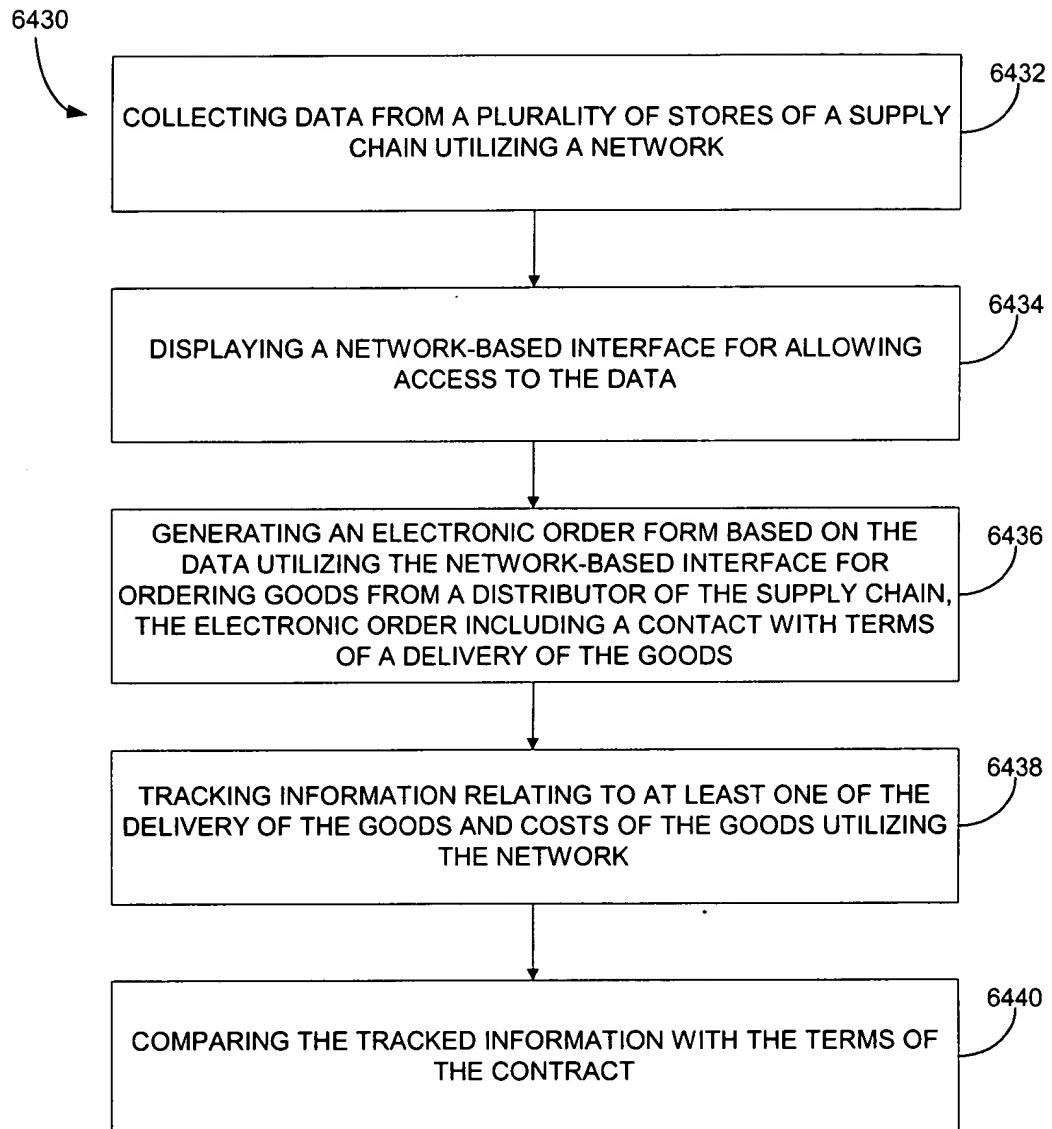 6430
6432
COLLECTING DATA FROM A PLURALITY OF STORES OF A SUPPLY
CHAIN UTILIZING A NETWORK
6434
DISPLAYING A NETWORK-BASED INTERFACE FOR ALLOWING
ACCESS TO THE DATA
6436
GENERATING AN ELECTRONIC ORDER FORM BASED ON THE
DATA UTILIZING THE NETWORK-BASED INTERFACE FOR
ORDERING GOODS FROM A DISTRIBUTOR OF THE SUPPLY CHAIN,
THE ELECTRONIC ORDER INCLUDING A CONTACT WITH TERMS
OF A DELIVERY OF THE GOODS
6438
TRACKING INFORMATION RELATING TO AT LEAST ONE OF THE
DELIVERY OF THE GOODS AND COSTS OF THE GOODS UTILIZING
THE NETWORK
6440
COMPARING THE TRACKED INFORMATION WITH THE TERMS OF
THE CONTRACT